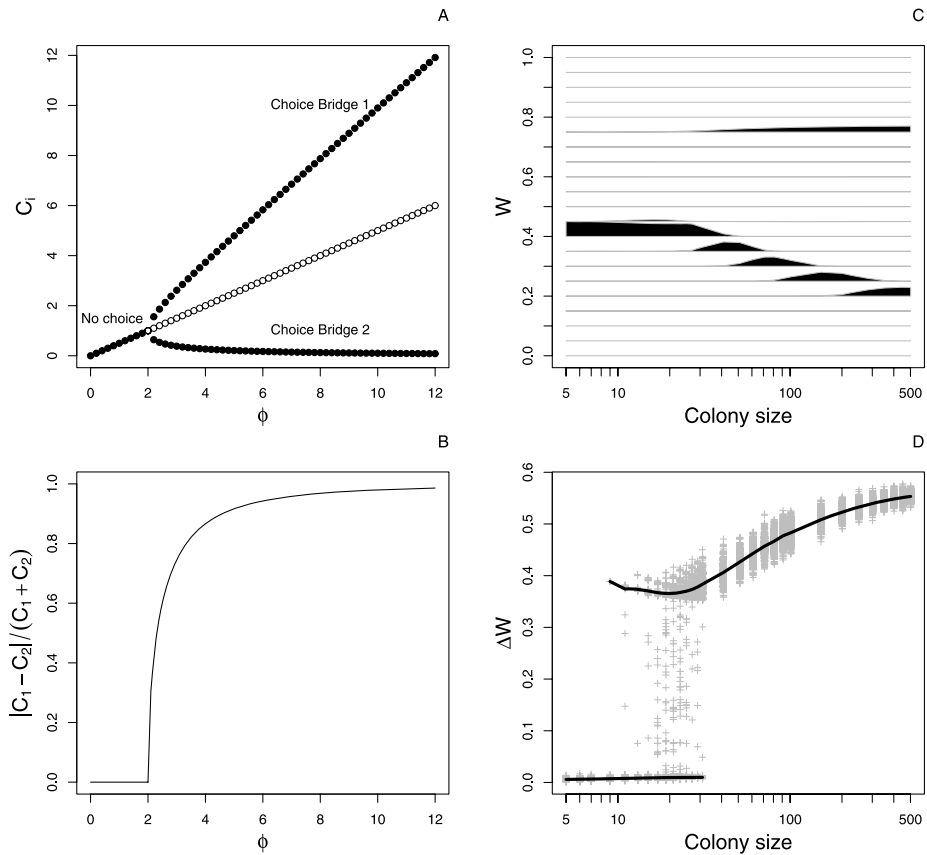 A
12
10
8
6
4
2
0
Cᵢ
Choice Bridge 1
No choice
Choice Bridge 2
0 2 4 6 8 10 12
ϕ
C
1.0
0.8
0.6
0.4
0.2
0.0
W
5 10 100 500
Colony size
B
1.0
0.8
0.6
0.4
0.2
0.0
|C₁ − C₂| / (C₁ + C₂)
0 2 4 6 8 10 12
ϕ
D
0.6
0.5
0.4
0.3
0.2
0.1
0.0
ΔW
5 10 100 500
Colony size